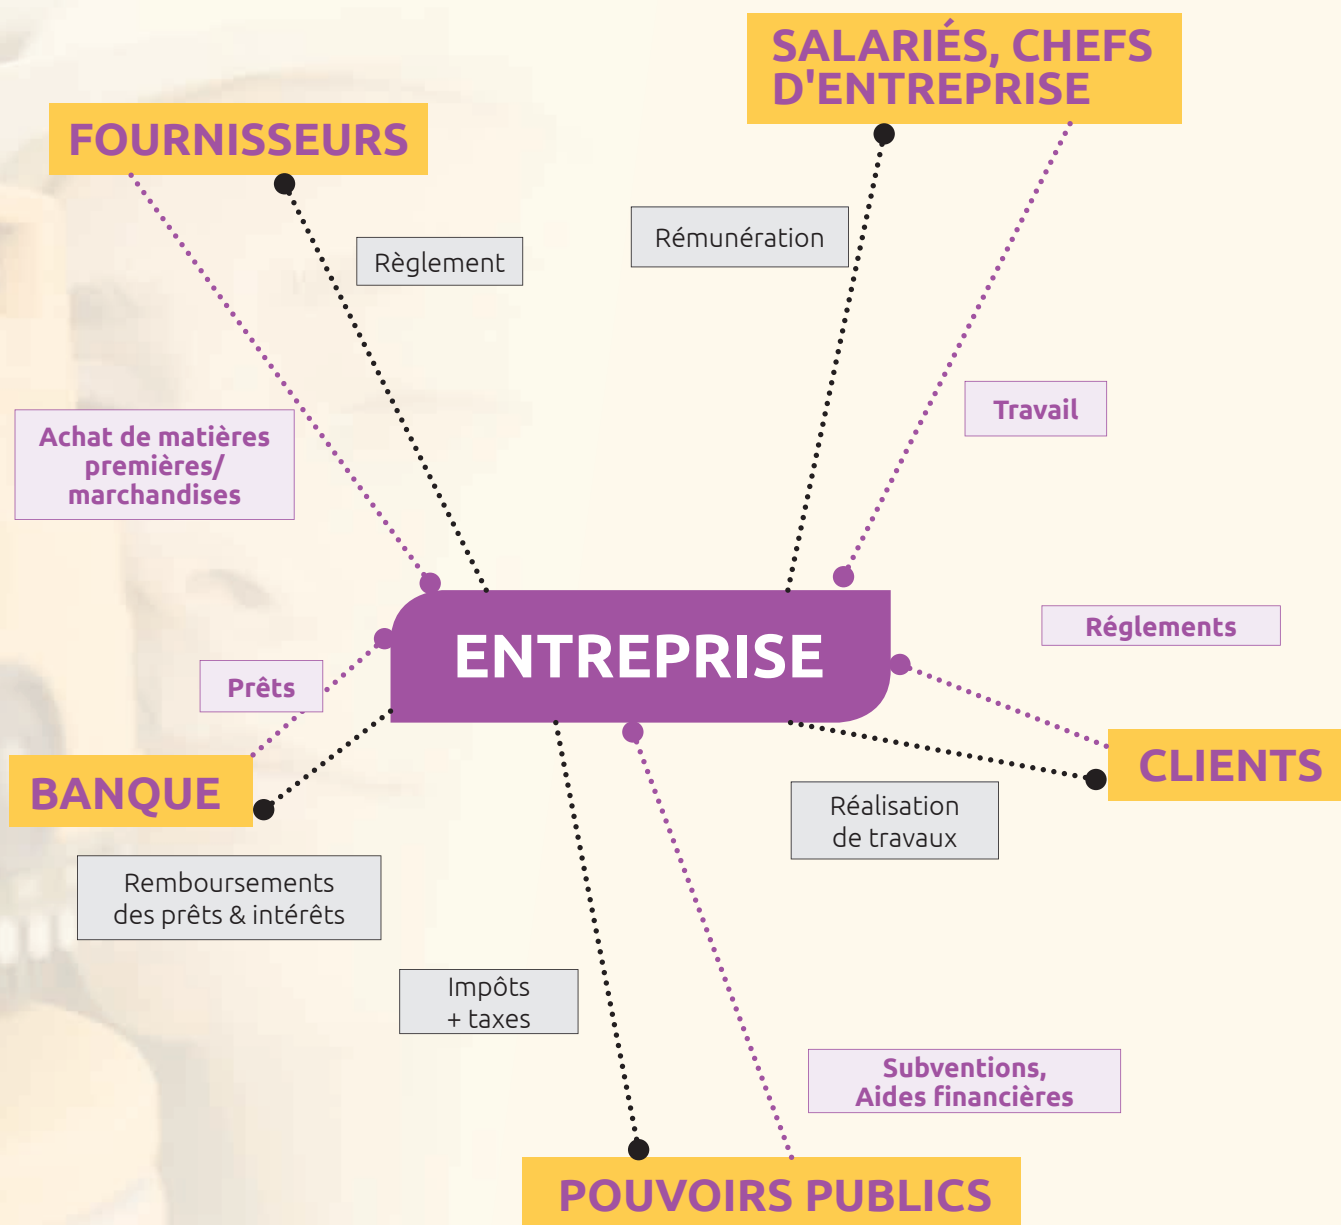 SALARIÉS, CHEFS
D'ENTREPRISE
FOURNISSEURS
Règlement
Rémunération
Travail
Achat de matières
premières/
marchandises
ENTREPRISE
Réglements
Prêts
BANQUE
CLIENTS
Réalisation
de travaux
Remboursements
des prêts & intérêts
Impôts
+ taxes
Subventions,
Aides financières
POUVOIRS PUBLICS